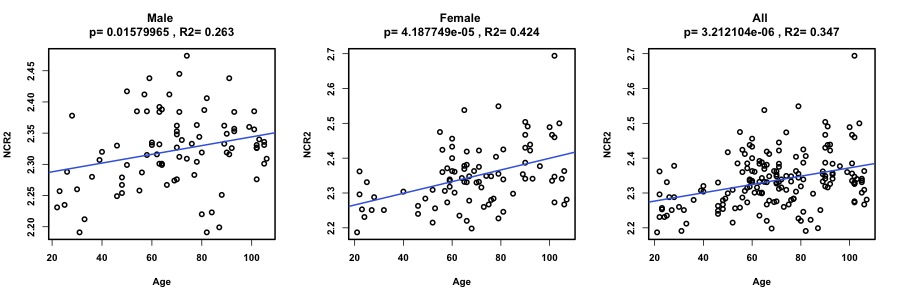 Male
p= 0.01579965 , R2= 0.263
NCR2
2.45
2.40
2.35
2.30
2.25
2.20
20 40 60 80 100
Age
Female
p= 4.187749e-05 , R2= 0.424
NCR2
2.7
2.6
2.5
2.4
2.3
2.2
20 40 60 80 100
Age
All
p= 3.212104e-06 , R2= 0.347
NCR2
2.7
2.6
2.5
2.4
2.3
2.2
20 40 60 80 100
Age